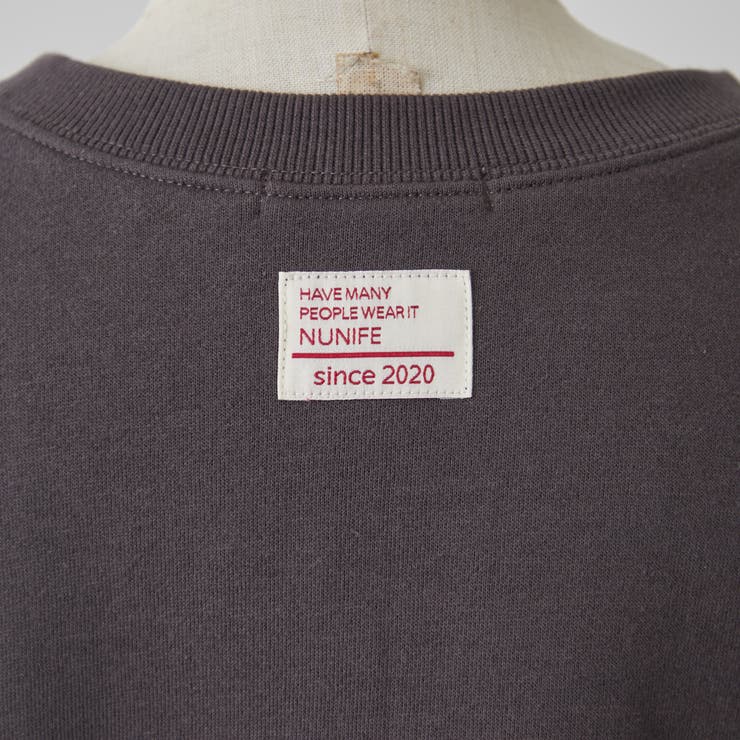 HAVE MANY
PEOPLE WEAR IT
NUNIFE
since 2020